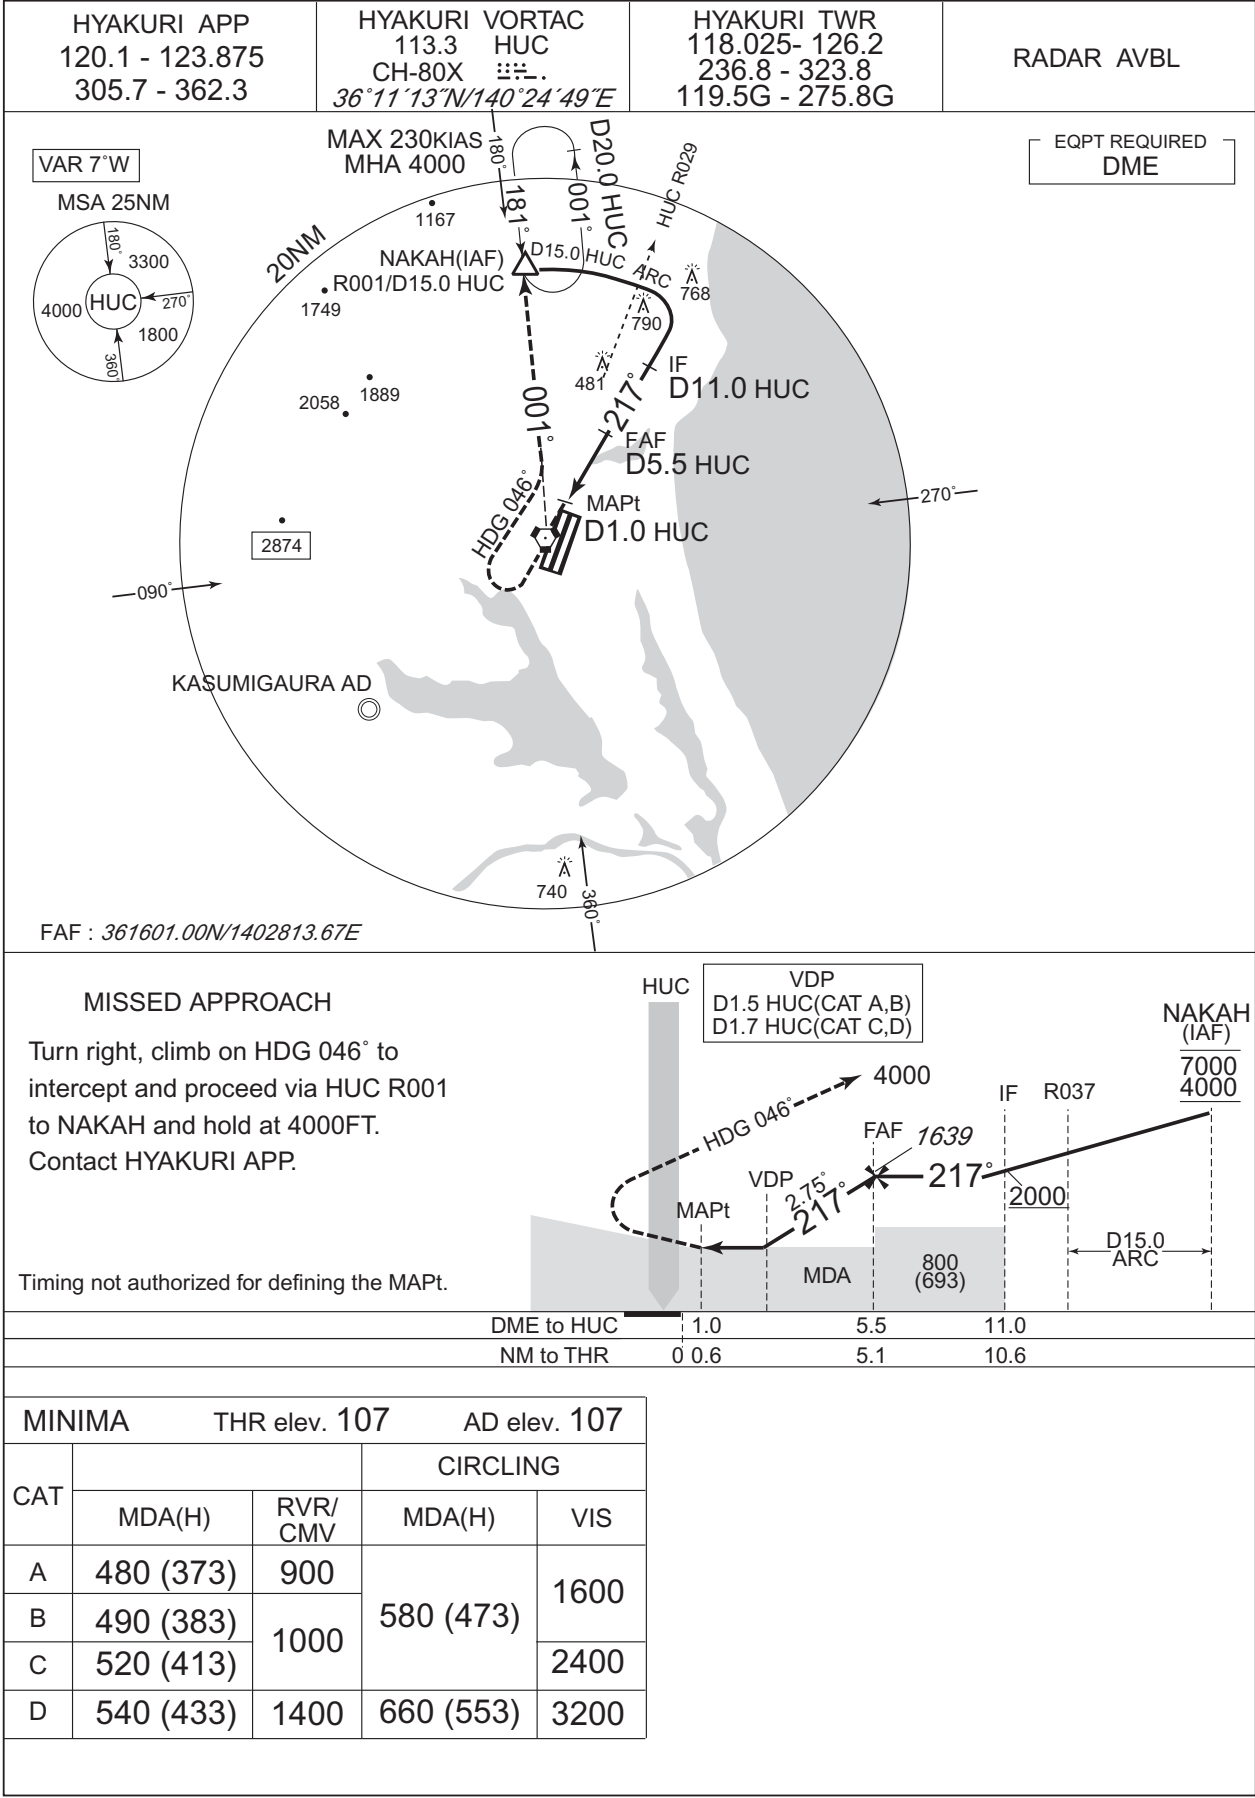 HYAKURI APP
120.1 - 123.875
305.7 - 362.3
HYAKURI VORTAC
113.3 HUC
CH-80X
36°11´13˝N/140°24´49˝E
HYAKURI TWR
118.025- 126.2
236.8 - 323.8
119.5G - 275.8G
RADAR AVBL
VAR 7°W
MSA 25NM
180°
3300
HUC
270°
4000
1800
360°
MAX 230KIAS
MHA 4000
180°
181°
001°
D20.0 HUC
HUC R029
EQPT REQUIRED
DME
20NM
1167
NAKAH(IAF)
R001/D15.0 HUC
D15.0 HUC ARC
768
790
1749
481
IF
D11.0 HUC
217°
1889
2058
001°
FAF
D5.5 HUC
HDG 046°
MAPt
D1.0 HUC
270°
2874
090°
KASUMIGAURA AD
740
360°
FAF : 361601.00N/1402813.67E
MISSED APPROACH
Turn right, climb on HDG 046° to
intercept and proceed via HUC R001
to NAKAH and hold at 4000FT.
Contact HYAKURI APP.
Timing not authorized for defining the MAPt.
HUC
VDP
D1.5 HUC(CAT A,B)
D1.7 HUC(CAT C,D)
NAKAH
(IAF)
7000
4000
4000
HDG 046°
IF
R037
FAF
1639
217°
VDP
2.75°
217°
2000
MAPt
D15.0
ARC
MDA
800
(693)
DME to HUC 1.0 5.5 11.0
NM to THR 0 0.6 5.1 10.6
MINIMA THR elev. 107 AD elev. 107
CAT
CIRCLING
MDA(H)
RVR/
CMV
MDA(H)
VIS
A 480 (373) 900
580 (473)
1600
B 490 (383)
1000
C 520 (413)
2400
D 540 (433) 1400 660 (553) 3200